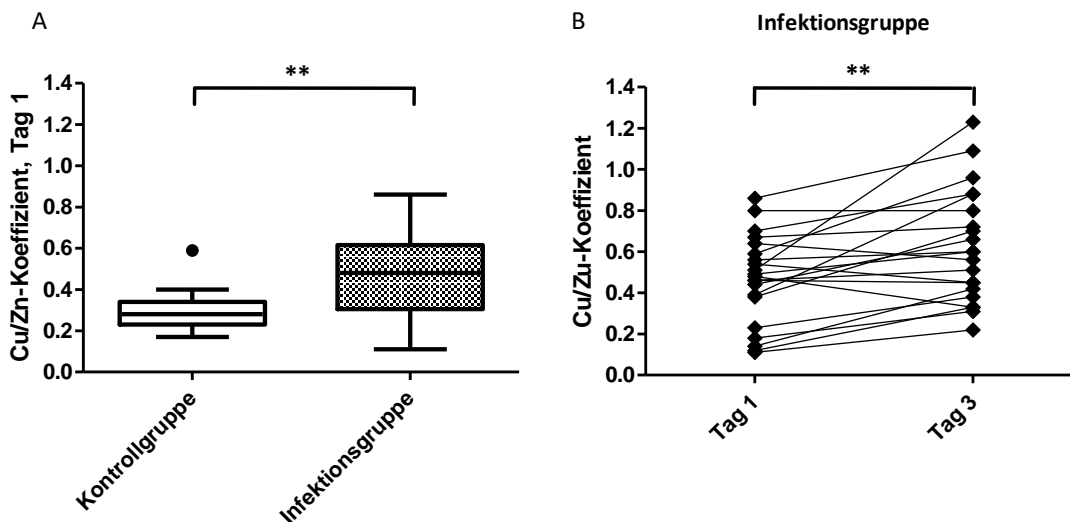 A
**
Cu/Zn-Koeffizient, Tag 1
1.4
1.2
1.0
0.8
0.6
0.4
0.2
0.0
Kontrollgruppe
Infektionsgruppe
B
Infektionsgruppe
**
Cu/Zu-Koeffizient
1.4
1.2
1.0
0.8
0.6
0.4
0.2
0.0
Tag 1
Tag 3